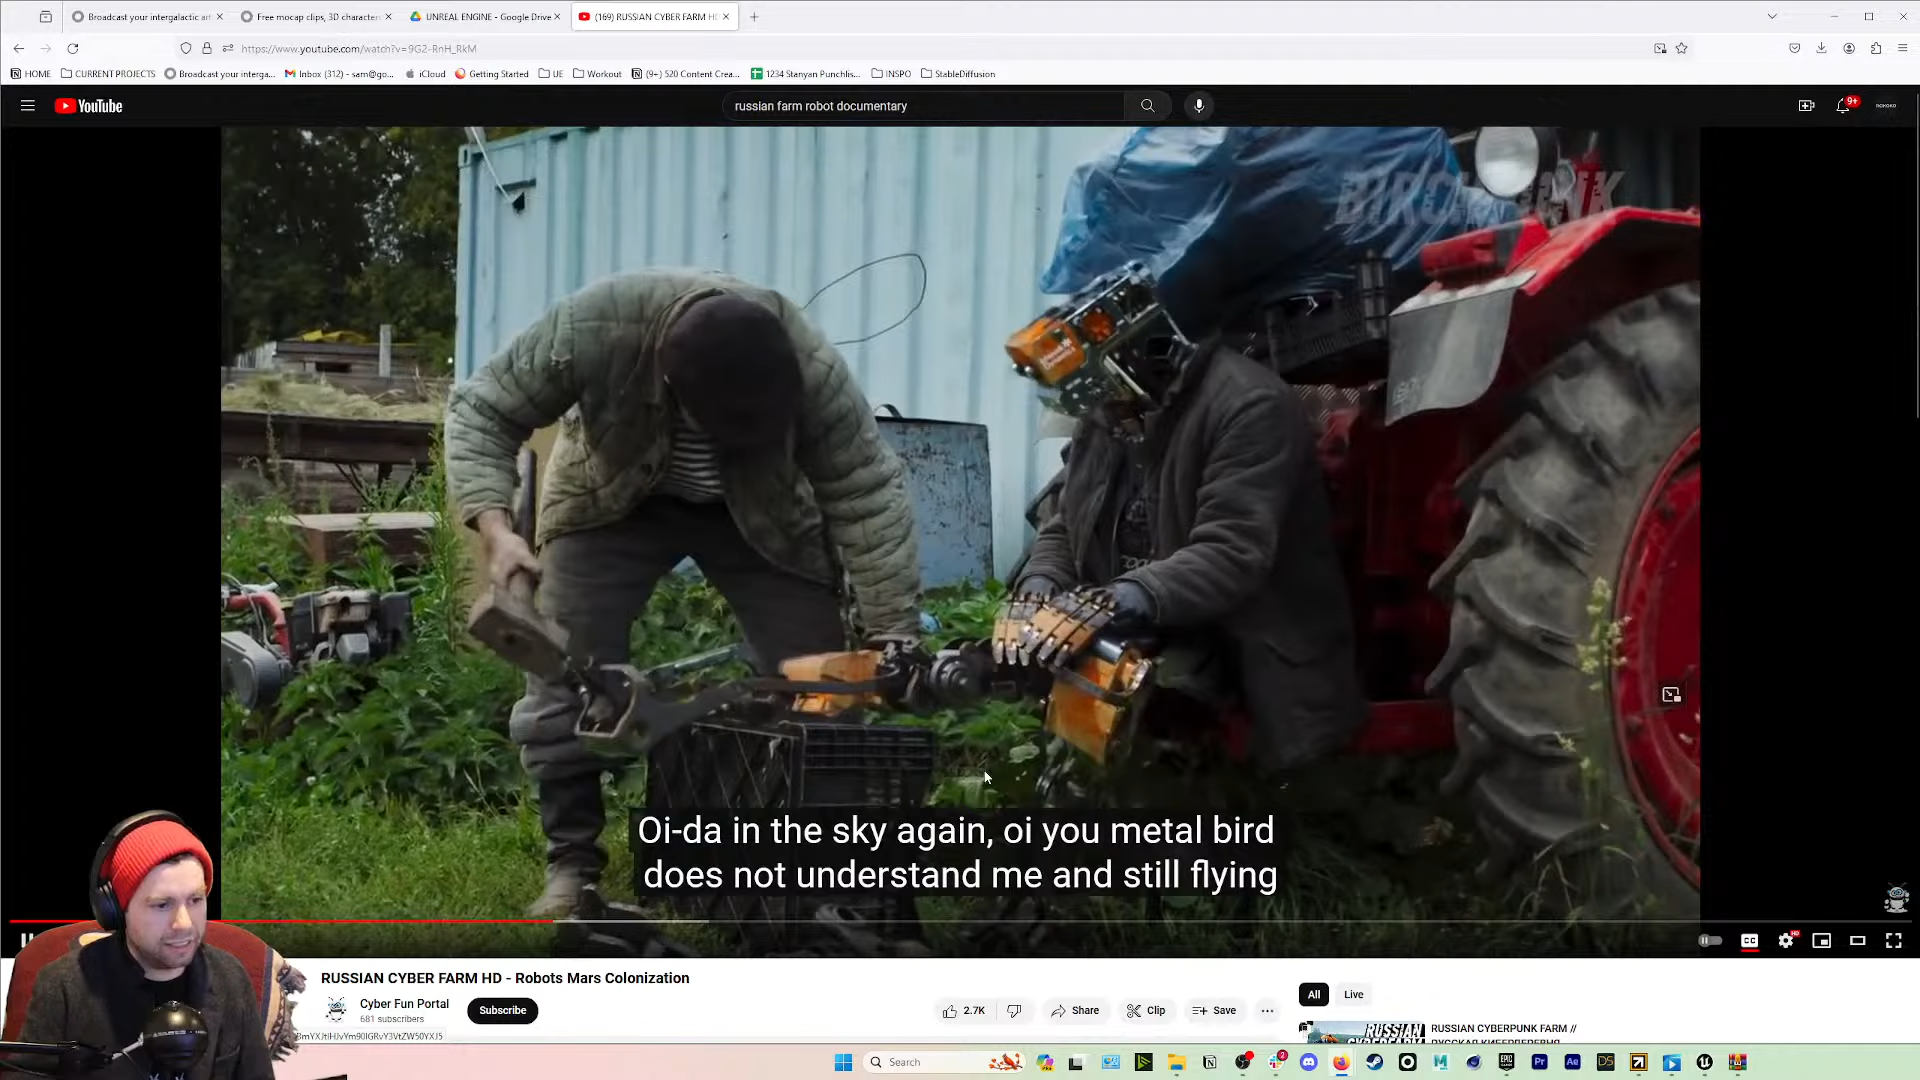 Broadcast your intergalactic ar
Free mocap clips, 3D character
UNREAL ENGINE - Google Drive
(169) RUSSIAN CYBER FARM H
https://www.youtube.com/watch?v=9G2-RnH_RkM
HOME
CURRENT PROJECTS
Broadcast your interga...
Inbox (312) - sam@go...
iCloud
Getting Started
UE
Workout
(9+) 520 Content Crea...
1234 Stanyan Punchlis...
INSPO
StableDiffusion
YouTube
russian farm robot documentary
9+
Oi-da in the sky again, oi you metal bird
does not understand me and still flying
CC
HD
RUSSIAN CYBER FARM HD - Robots Mars Colonization
Cyber Fun Portal
681 subscribers
Subscribe
2.7K
Share
Clip
Save
All
Live
RUSSIAN CYBERPUNK FARM //
РУССКАЯ КИБЕРДЕРЕВНЯ
RUSSIAN
Search